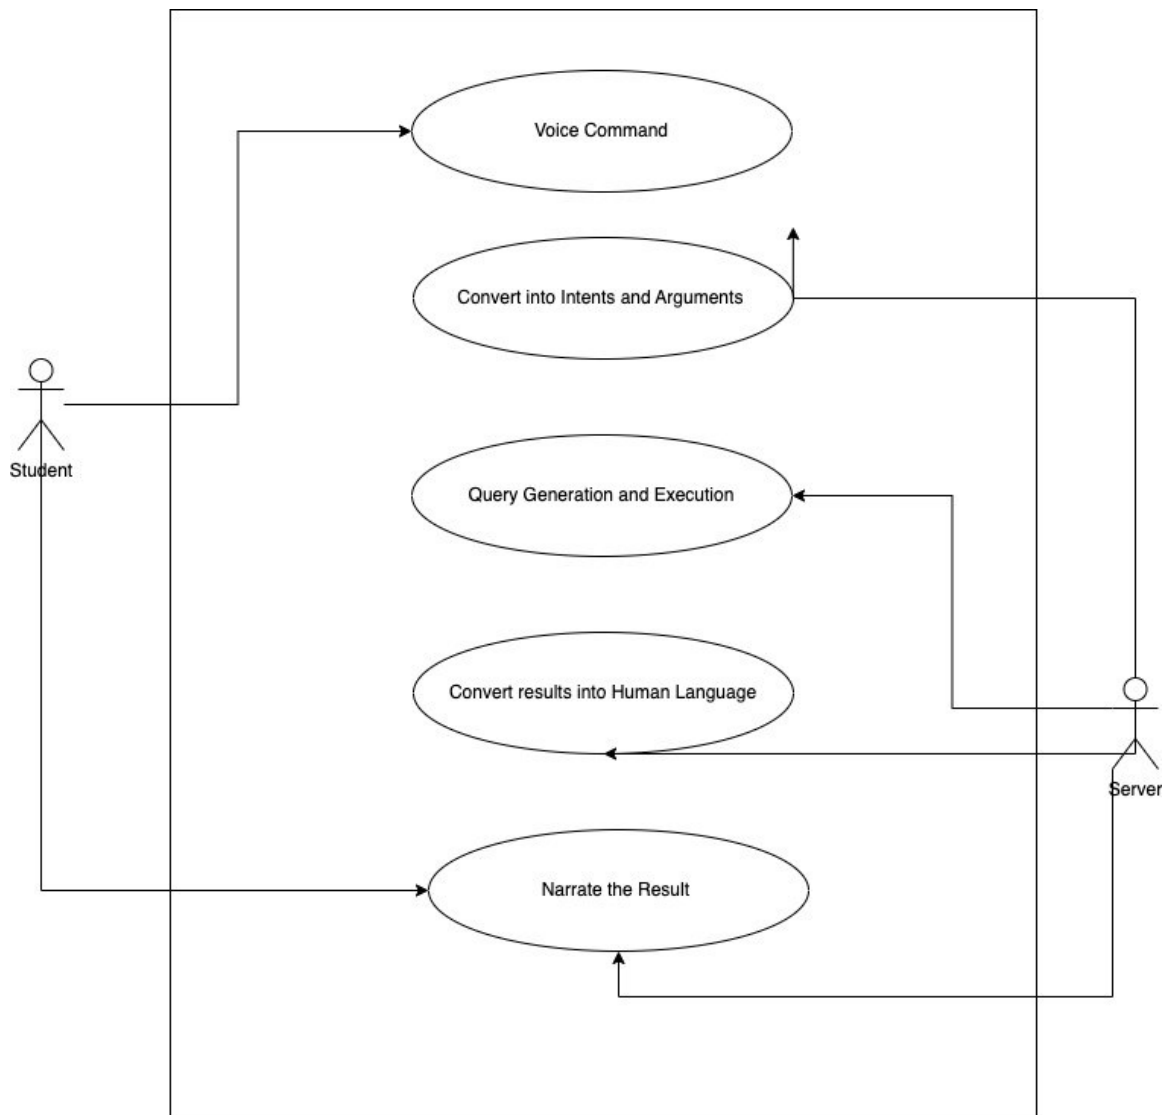 Voice Command
Convert into Intents and Arguments
Student
Query Generation and Execution
Convert results into Human Language
Server
Narrate the Result